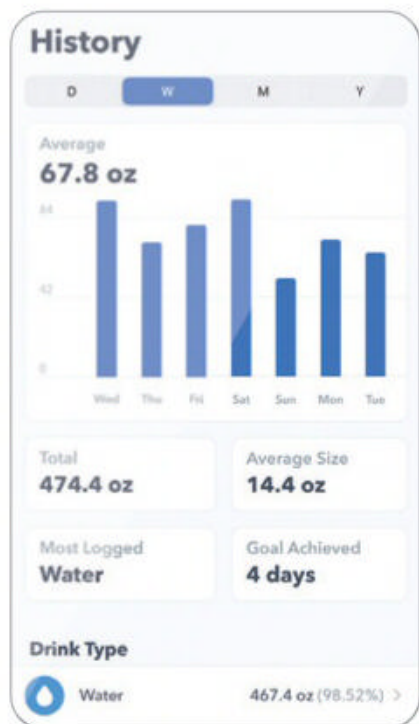 History
D W M Y
Average
67.8 oz
84
42
0
Wed Thu Fri Sat Sun Mon Tue
Total
474.4 oz
Average Size
14.4 oz
Most Logged
Water
Goal Achieved
4 days
Drink Type
Water 467.4 oz (98.52%) >